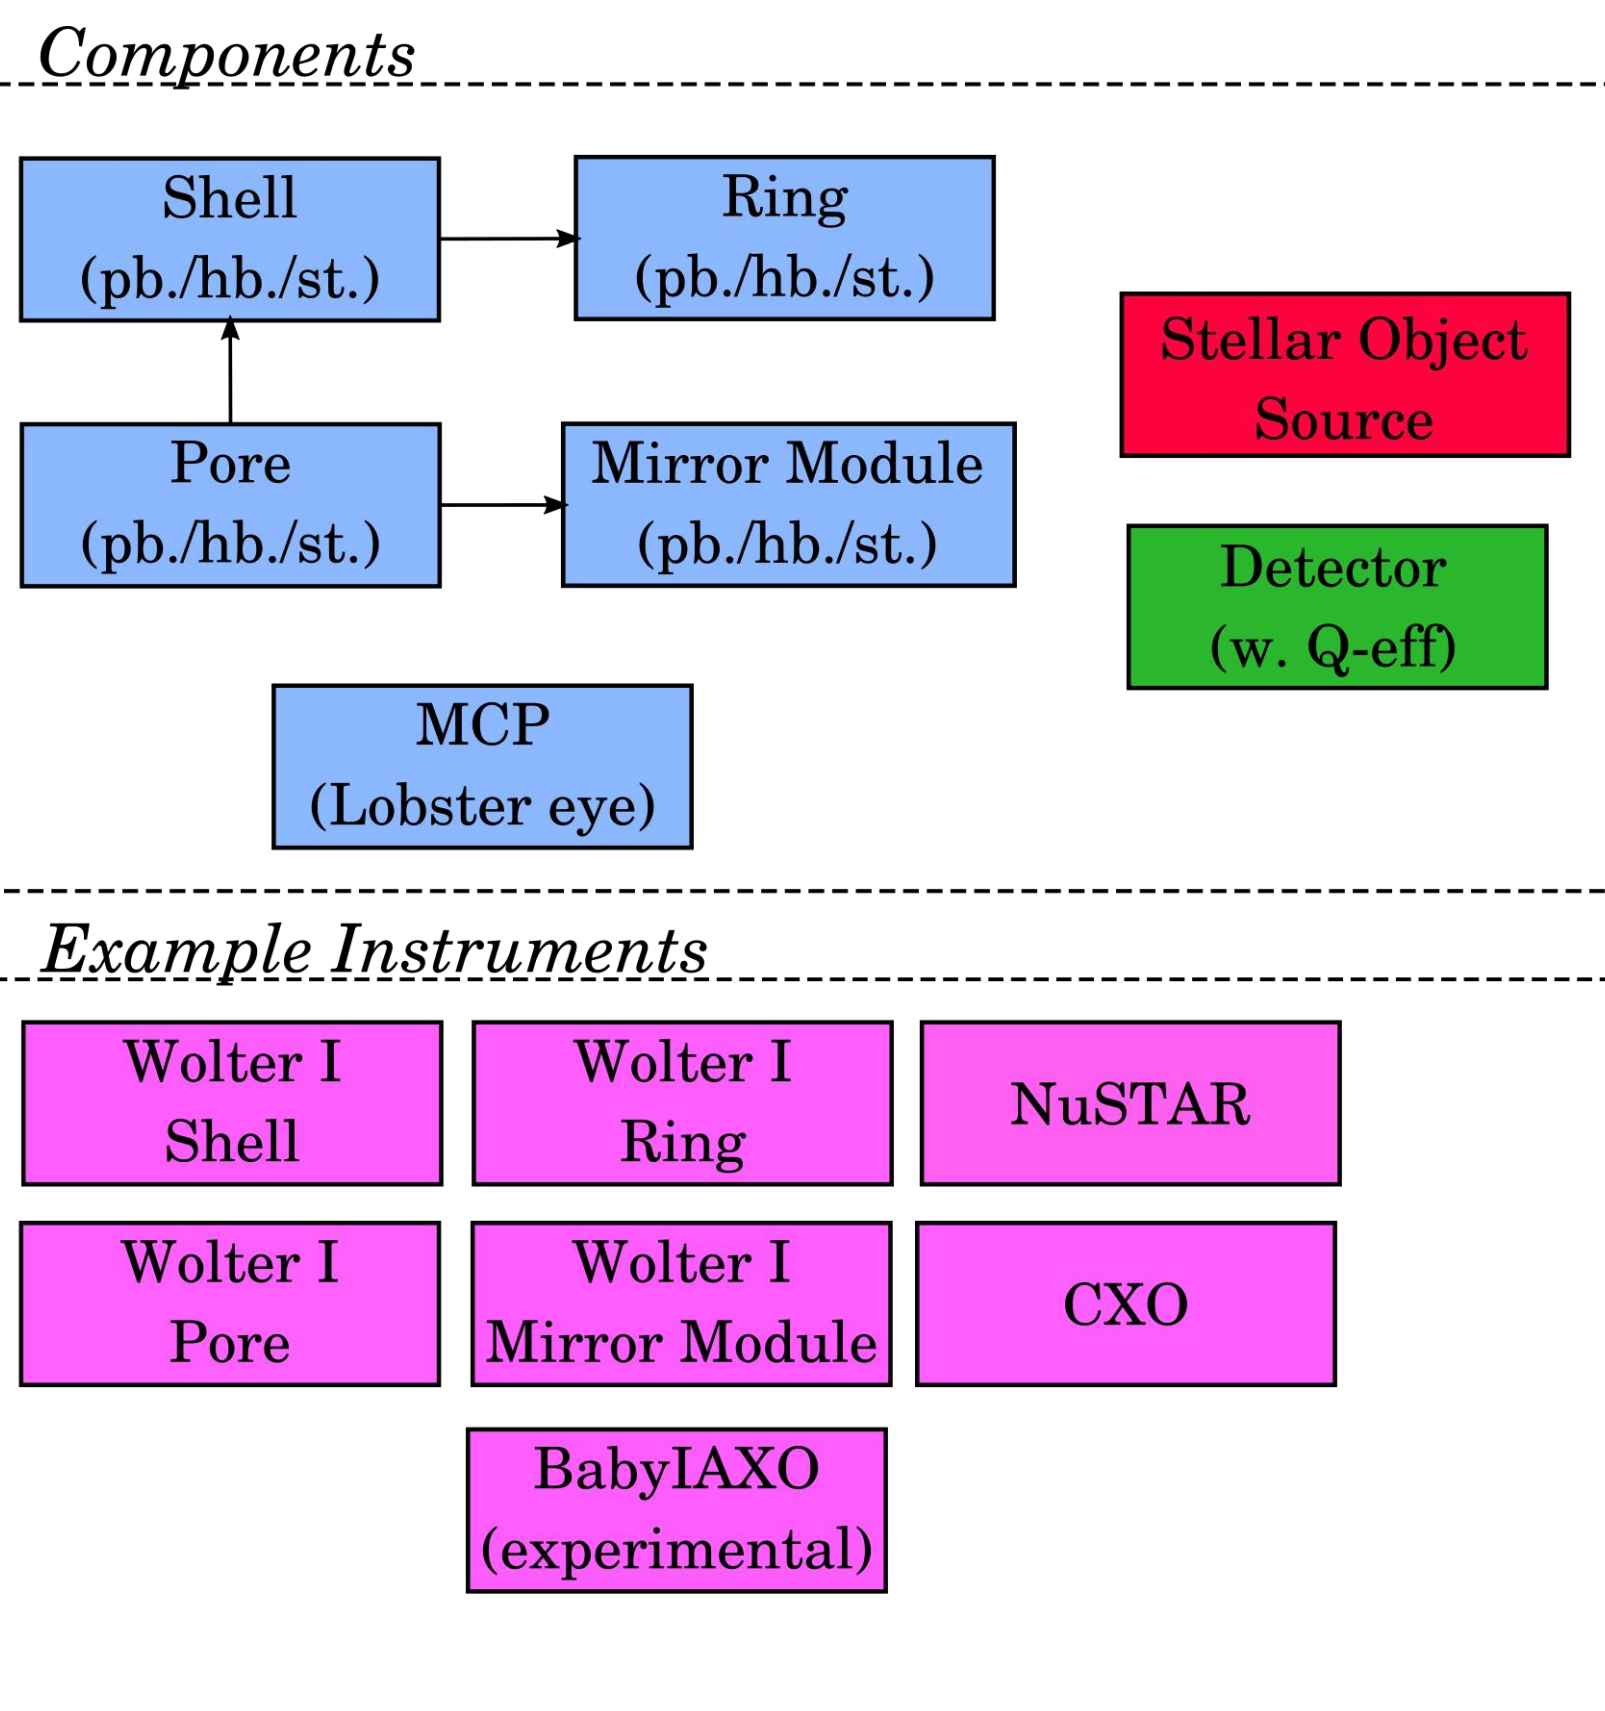 Components
Shell
(pb./hb./st.)
Ring
(pb./hb./st.)
Stellar Object
Source
Pore
(pb./hb./st.)
Mirror Module
(pb./hb./st.)
Detector
(w. Q-eff)
MCP
(Lobster eye)
Example Instruments
Wolter I
Shell
Wolter I
Ring
NuSTAR
Wolter I
Pore
Wolter I
Mirror Module
CXO
BabyIAXO
(experimental)